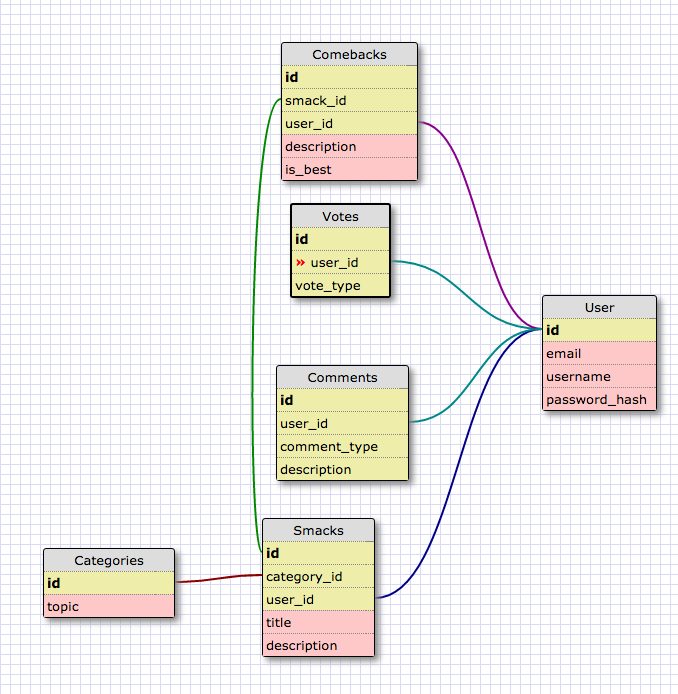 Comebacks
id
smack_id
user_id
description
is_best
Votes
id
» user_id
vote_type
User
id
email
username
password_hash
Comments
id
user_id
comment_type
description
Smacks
id
category_id
user_id
title
description
Categories
id
topic